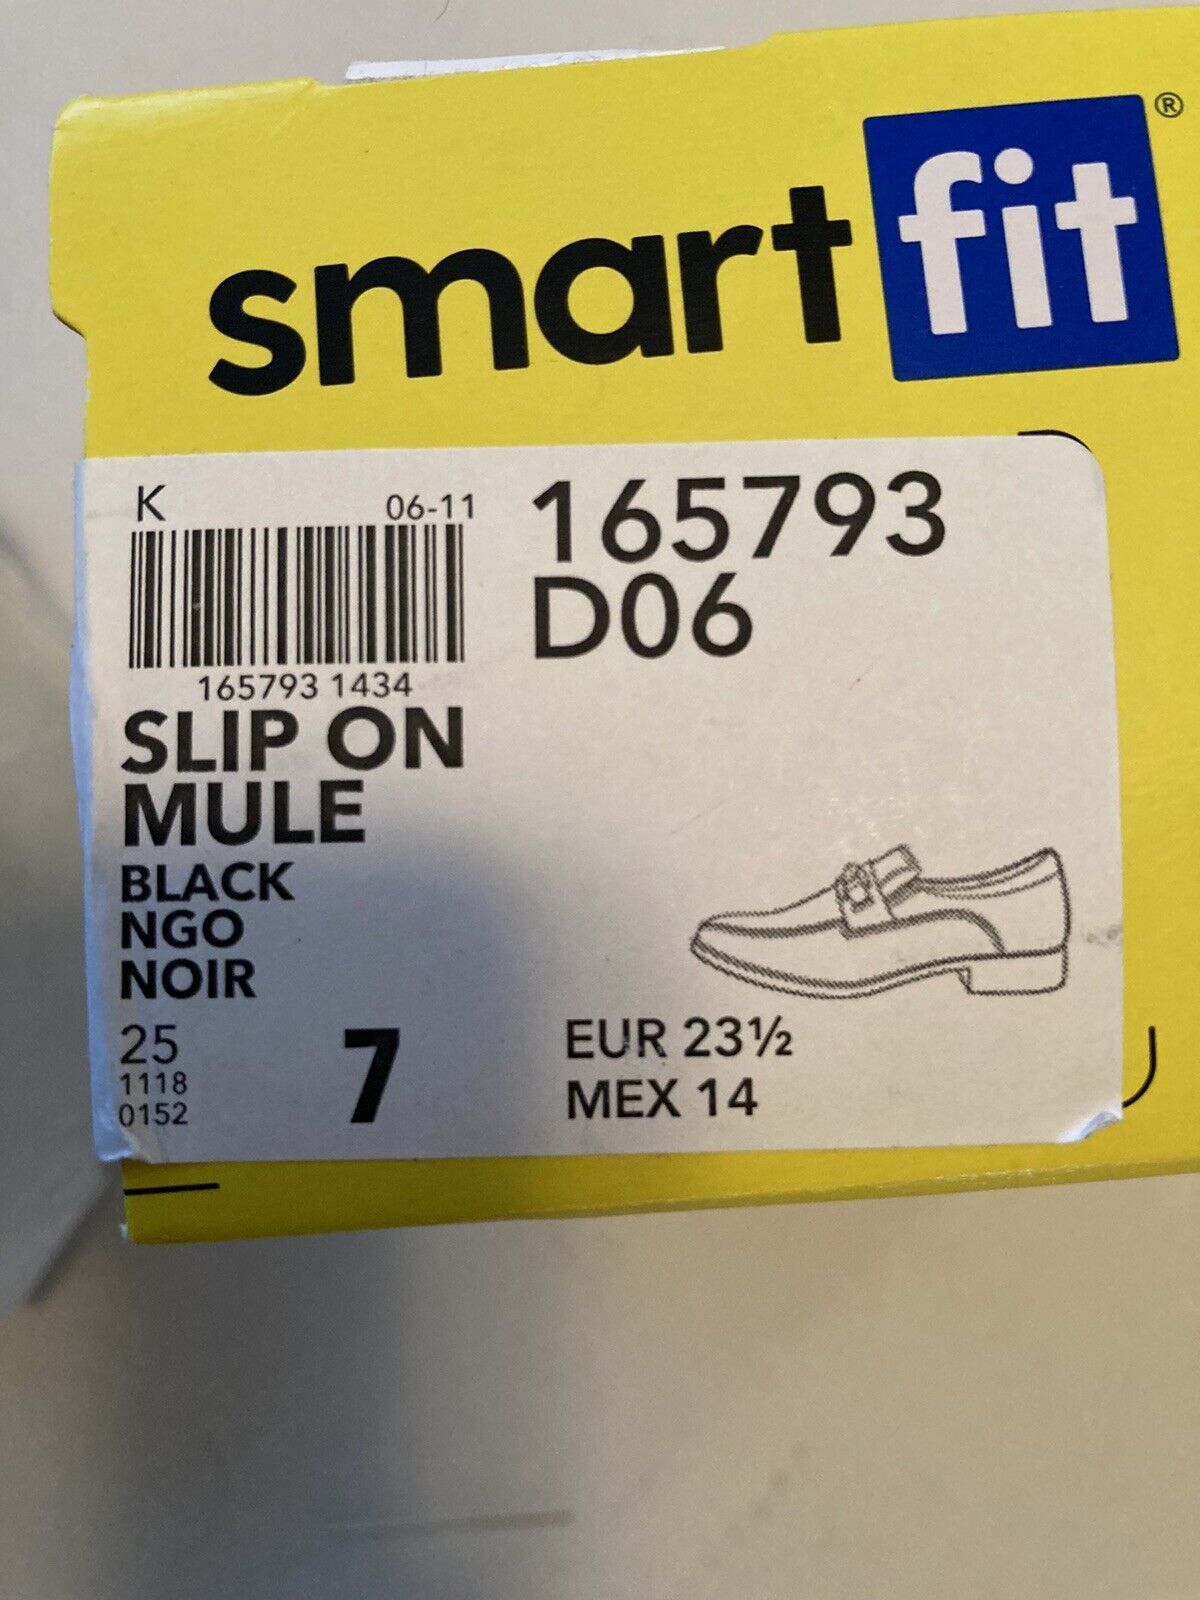 smart fit®
K 06-11
165793
D06
165793 1434
SLIP ON
MULE
BLACK
NGO
NOIR
25
1118
0152
7
EUR 23½
MEX 14